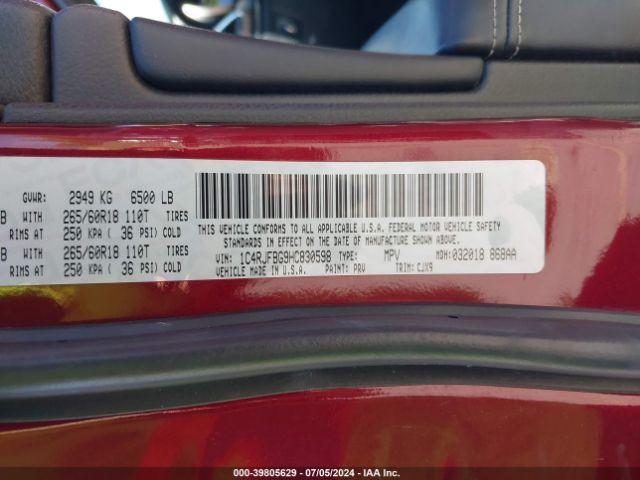 GVWR: 2949 KG 6500 LB
B WITH 265/60R18 110T TIRES
RIMS AT 250 KPA ( 36 PSI) COLD
B WITH 265/60R18 110T TIRES
RIMS AT 250 KPA ( 36 PSI) COLD
THIS VEHICLE CONFORMS TO ALL APPLICABLE U.S.A. FEDERAL MOTOR VEHICLE SAFETY
STANDARDS IN EFFECT ON THE DATE OF MANUFACTURE SHOWN ABOVE.
VIN: 1C4RJFBG9HC830598 TYPE: MPV MDH: 032018 868AA
MADE IN U.S.A. PAINT: PRV TRIM: CJX9
000-39805629 - 07/05/2024 - IAAI.COM